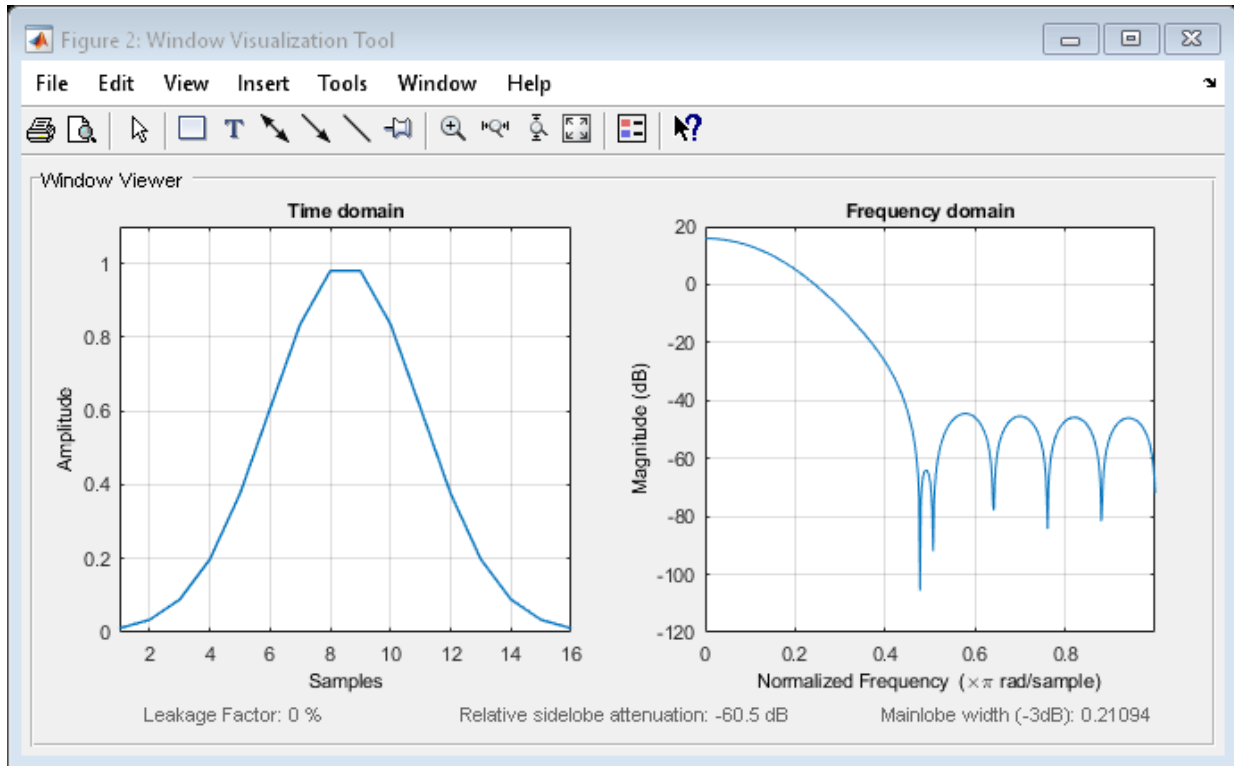 Figure 2: Window Visualization Tool
File Edit View Insert Tools Window Help
T
?
Window Viewer
Time domain
1
0.8
0.6
0.4
0.2
0
Amplitude
2 4 6 8 10 12 14 16
Samples
Frequency domain
20
0
-20
-40
-60
-80
-100
-120
Magnitude (dB)
0 0.2 0.4 0.6 0.8
Normalized Frequency (×π rad/sample)
Leakage Factor: 0 % Relative sidelobe attenuation: -60.5 dB Mainlobe width (-3dB): 0.21094